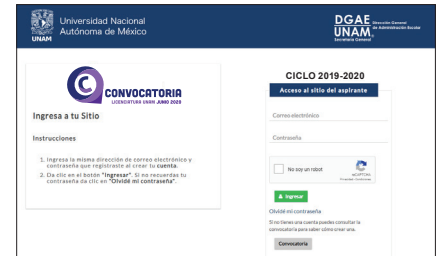 Universidad Nacional
Autónoma de México
UNAM
DGAE
UNAM
Dirección General
de Administración Escolar
Secretaría General
CONVOCATORIA
LICENCIATURA UNAM JUNIO 2020
Ingresa a tu Sitio
Instrucciones
1. Ingresa la misma dirección de correo electrónico y
contraseña que registraste al crear tu cuenta.
2. Da clic en el botón "Ingresar". Si no recuerdas tu
contraseña da clic en "Olvidé mi contraseña".
CICLO 2019-2020
Acceso al sitio del aspirante
Correo electrónico
Contraseña
No soy un robot
reCAPTCHA
Ingresar
Olvidé mi contraseña
Si no tienes una cuenta puedes consultar la
convocatoria para saber cómo crear una.
Convocatoria